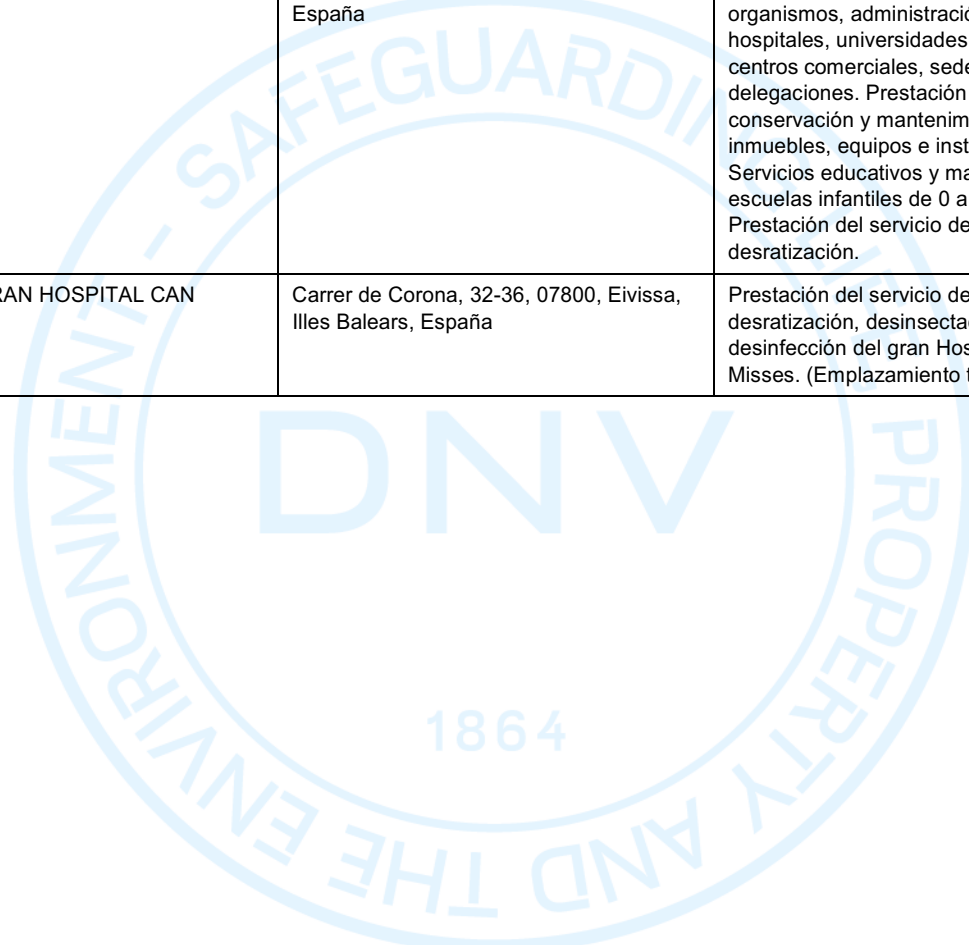 España
organismos, administració
hospitales, universidades
centros comerciales, sede
delegaciones. Prestación
conservación y mantenim
inmuebles, equipos e inst
Servicios educativos y ma
escuelas infantiles de 0 a
Prestación del servicio de
desratización.
RAN HOSPITAL CAN
Carrer de Corona, 32-36, 07800, Eivissa,
Illes Balears, España
Prestación del servicio de
desratización, desinsecta
desinfección del gran Hos
Misses. (Emplazamiento t
SAFEGUARDING LIFE, PROPERTY AND THE ENVIRONMENT -
DNV
1864